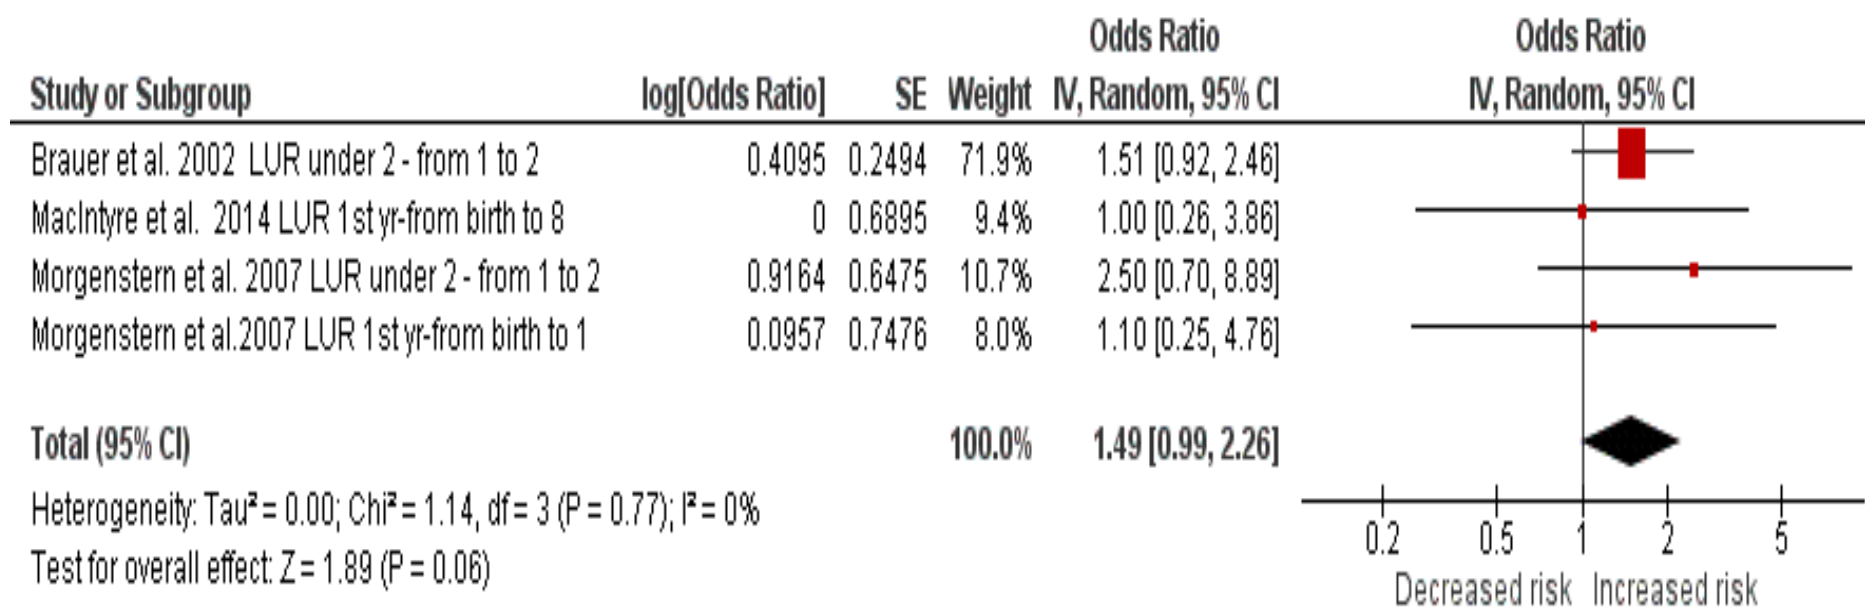 Odds Ratio Odds Ratio
Study or Subgroup log[Odds Ratio] SE Weight IV, Random, 95% CI IV, Random, 95% CI
Brauer et al. 2002 LUR under 2 - from 1 to 2 0.4095 0.2494 71.9% 1.51 [0.92, 2.46]
MacIntyre et al. 2014 LUR 1st yr-from birth to 8 0 0.6895 9.4% 1.00 [0.26, 3.86]
Morgenstern et al. 2007 LUR under 2 - from 1 to 2 0.9164 0.6475 10.7% 2.50 [0.70, 8.89]
Morgenstern et al.2007 LUR 1st yr-from birth to 1 0.0957 0.7476 8.0% 1.10 [0.25, 4.76]
Total (95% CI) 100.0% 1.49 [0.99, 2.26]
Heterogeneity: Tau² = 0.00; Chi² = 1.14, df = 3 (P = 0.77); I² = 0%
Test for overall effect: Z = 1.89 (P = 0.06)
0.2 0.5 1 2 5
Decreased risk Increased risk